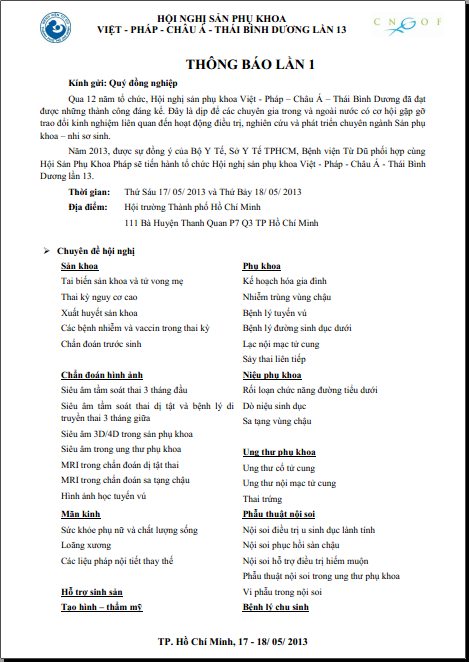 HỘI NGHỊ SẢN PHỤ KHOA
VIỆT - PHÁP - CHÂU Á - THÁI BÌNH DƯƠNG LẦN 13
C N G O F
THÔNG BÁO LẦN 1
Kính gửi: Quý đồng nghiệp
Qua 12 năm tổ chức, Hội nghị sản phụ khoa Việt - Pháp – Châu Á – Thái Bình Dương đã đạt
được những thành công đáng kể. Đây là dịp để các chuyên gia trong và ngoài nước có cơ hội gặp gỡ
trao đổi kinh nghiệm liên quan đến hoạt động điều trị, nghiên cứu và phát triển chuyên ngành Sản phụ
khoa – nhi sơ sinh.
Năm 2013, được sự đồng ý của Bộ Y Tế, Sở Y Tế TPHCM, Bệnh viện Từ Dũ phối hợp cùng
Hội Sản Phụ Khoa Pháp sẽ tiến hành tổ chức Hội nghị sản phụ khoa Việt - Pháp - Châu Á - Thái Bình
Dương lần 13.
Thời gian: Thứ Sáu 17/ 05/ 2013 và Thứ Bảy 18/ 05/ 2013
Địa điểm: Hội trường Thành phố Hồ Chí Minh
111 Bà Huyện Thanh Quan P7 Q3 TP Hồ Chí Minh
➢ Chuyên đề hội nghị
Sản khoa
Tai biến sản khoa và tử vong mẹ
Thai kỳ nguy cơ cao
Xuất huyết sản khoa
Các bệnh nhiễm và vaccin trong thai kỳ
Chẩn đoán trước sinh
Phụ khoa
Kế hoạch hóa gia đình
Nhiễm trùng vùng chậu
Bệnh lý tuyến vú
Bệnh lý đường sinh dục dưới
Lạc nội mạc tử cung
Sảy thai liên tiếp
Chẩn đoán hình ảnh
Siêu âm tầm soát thai 3 tháng đầu
Siêu âm tầm soát thai dị tật và bệnh lý di
truyền thai 3 tháng giữa
Siêu âm 3D/4D trong sản phụ khoa
Siêu âm trong ung thư phụ khoa
MRI trong chẩn đoán dị tật thai
MRI trong chẩn đoán sa tạng chậu
Hình ảnh học tuyến vú
Niệu phụ khoa
Rối loạn chức năng đường tiểu dưới
Dò niệu sinh dục
Sa tạng vùng chậu
Ung thư phụ khoa
Ung thư cổ tử cung
Ung thư nội mạc tử cung
Thai trứng
Mãn kinh
Sức khỏe phụ nữ và chất lượng sống
Loãng xương
Các liệu pháp nội tiết thay thế
Phẫu thuật nội soi
Nội soi điều trị u sinh dục lành tính
Nội soi phục hồi sàn chậu
Nội soi hỗ trợ điều trị hiếm muộn
Phẫu thuật nội soi trong ung thư phụ khoa
Vi phẫu trong nội soi
Hỗ trợ sinh sản
Tạo hình – thẩm mỹ
Bệnh lý chu sinh
TP. Hồ Chí Minh, 17 - 18/ 05/ 2013